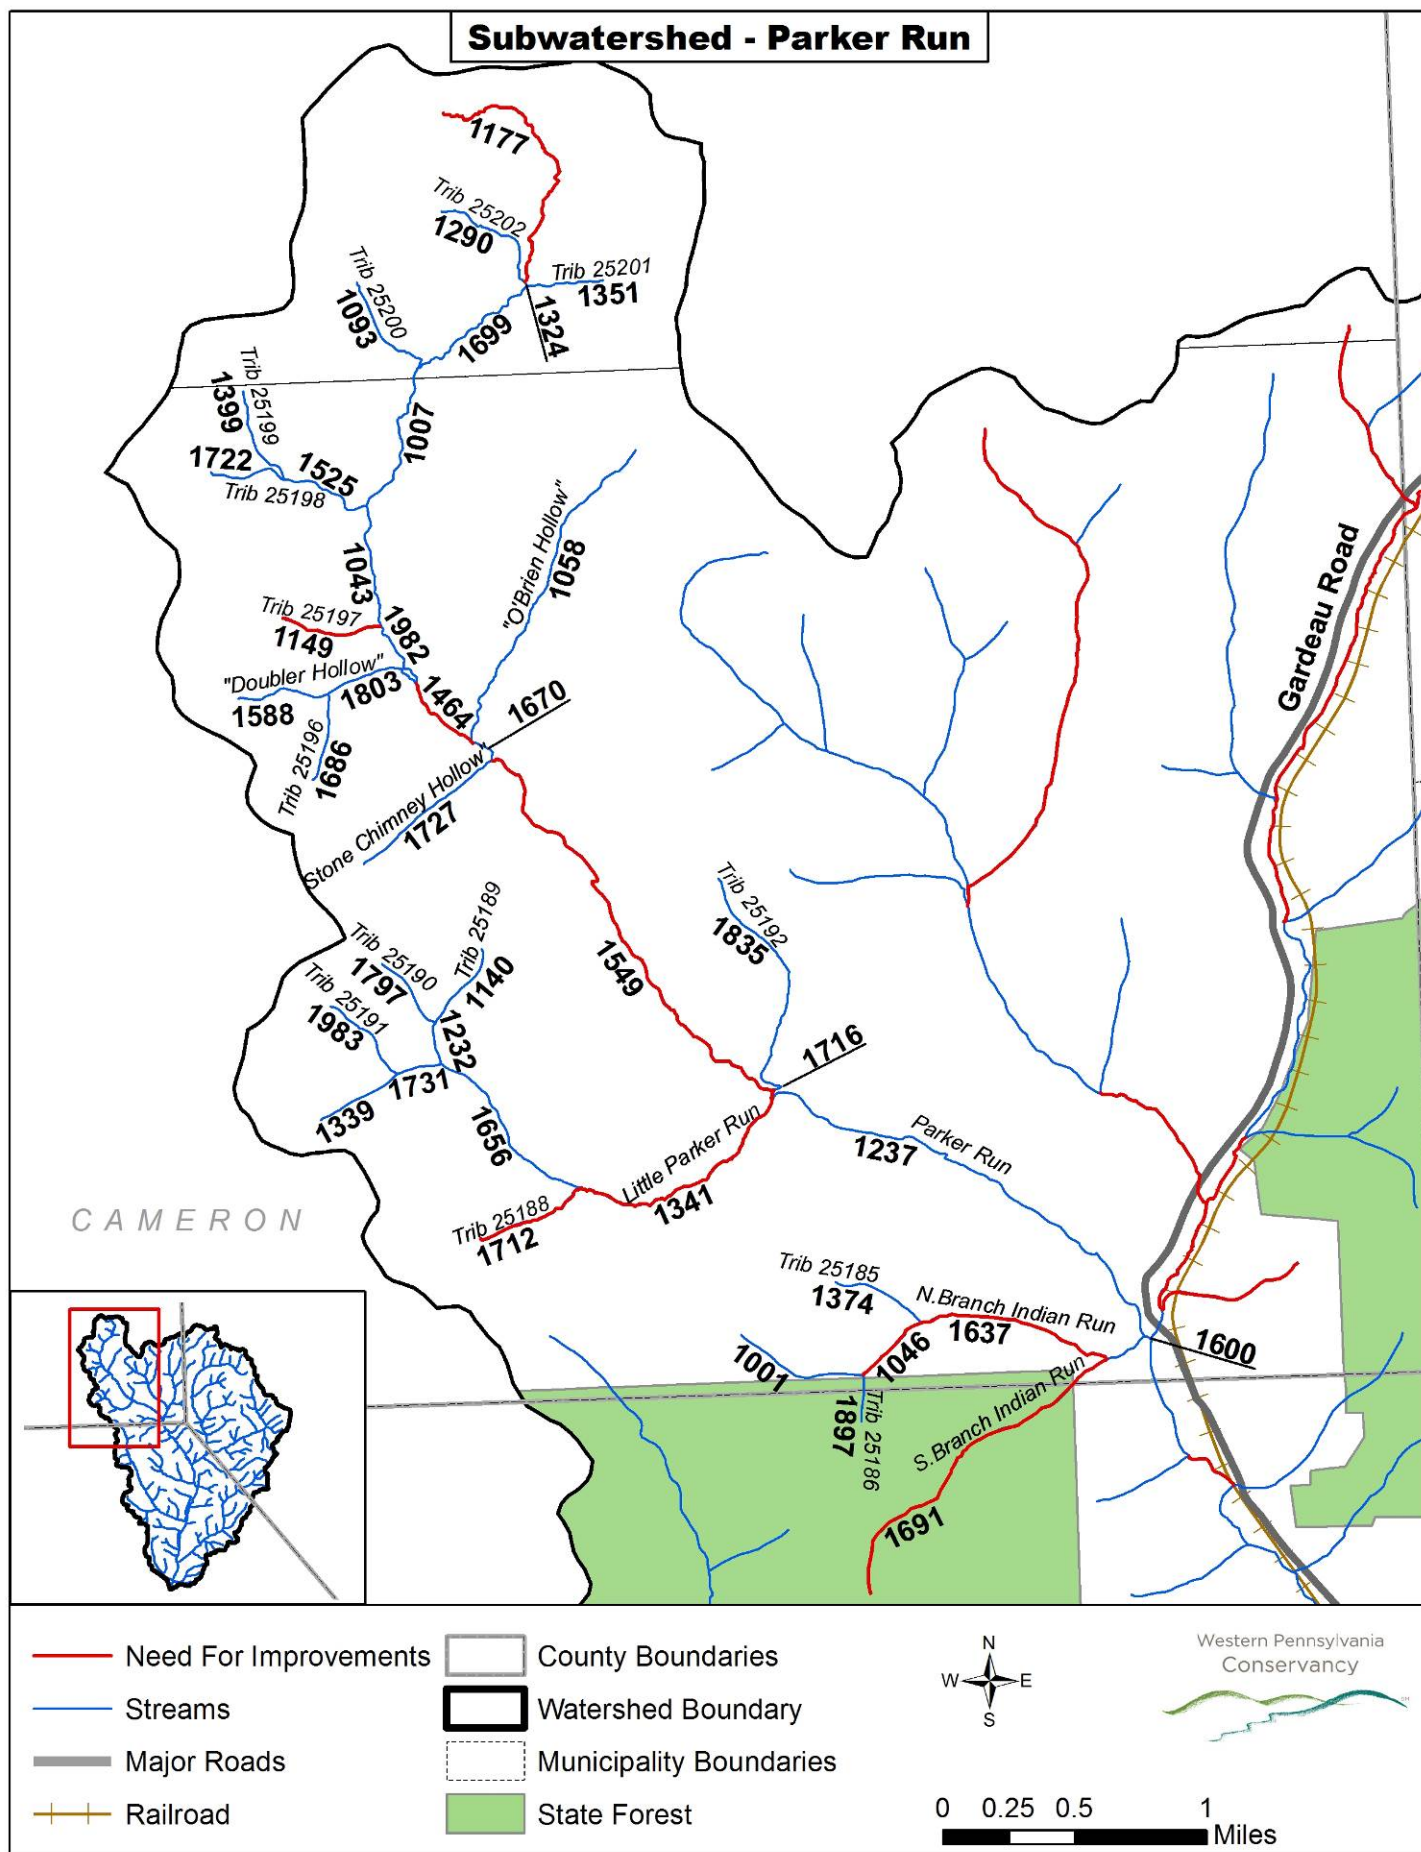 Subwatershed - Parker Run
1177
Trib 25202
1290
Trib 25201
1351
Trib 25200
1093
1699
1324
Trib 25199
1399
1007
1722
1525
Trib 25198
"O'Brien Hollow"
1058
1043
Trib 25197
1149
1982
"Doubler Hollow"
1803
1588
1464
1670
Trib 25196
1686
Stone Chimney Hollow"
1727
Gardeau Road
Trib 25192
1835
Trib 25189
1140
Trib 25190
1797
1549
Trib 25191
1983
1232
1716
1731
1339
1656
Little Parker Run
1341
Parker Run
1237
Trib 25188
1712
CAMERON
Trib 25185
1374
N.Branch Indian Run
1637
1600
1001
1046
S.Branch Indian Run
1897
Trib 25186
1691
Need For Improvements
Streams
Major Roads
Railroad
County Boundaries
Watershed Boundary
Municipality Boundaries
State Forest
N
W E
S
Western Pennsylvania
Conservancy
SM
0 0.25 0.5 1
Miles